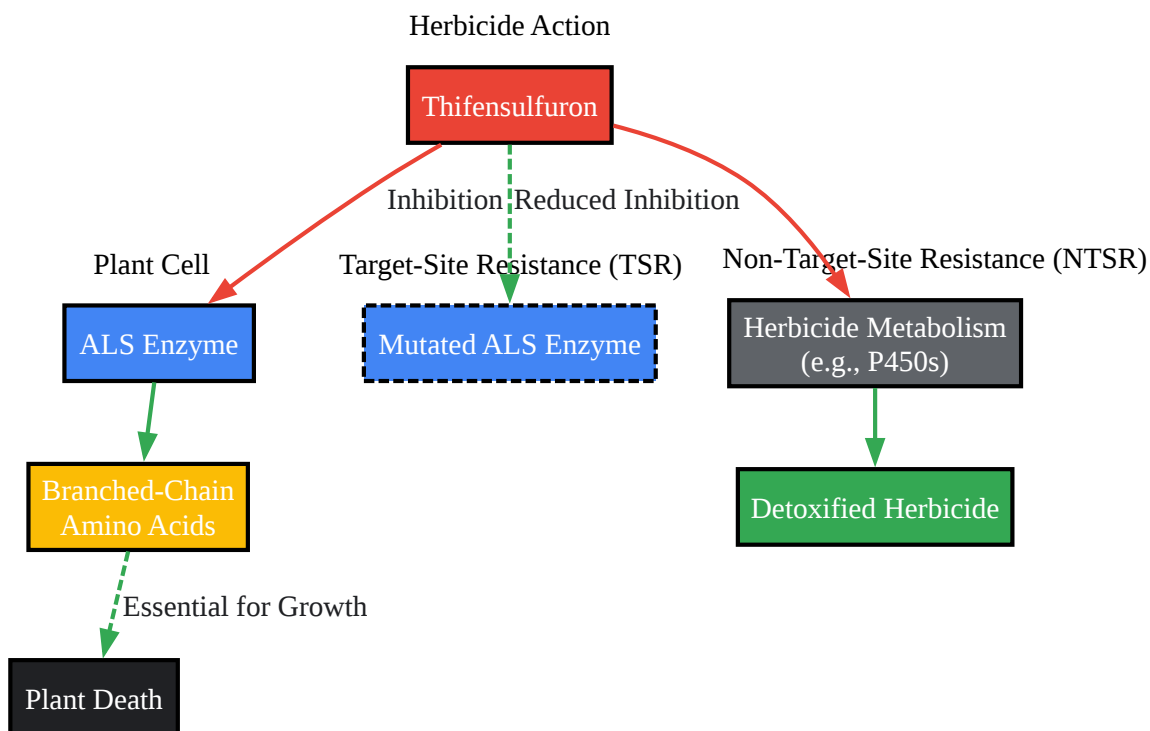 Herbicide Action
Thifensulfuron
Inhibition
Reduced Inhibition
Plant Cell
Target-Site Resistance (TSR)
Non-Target-Site Resistance (NTSR)
ALS Enzyme
Mutated ALS Enzyme
Herbicide Metabolism
(e.g., P450s)
Branched-Chain
Amino Acids
Detoxified Herbicide
Essential for Growth
Plant Death